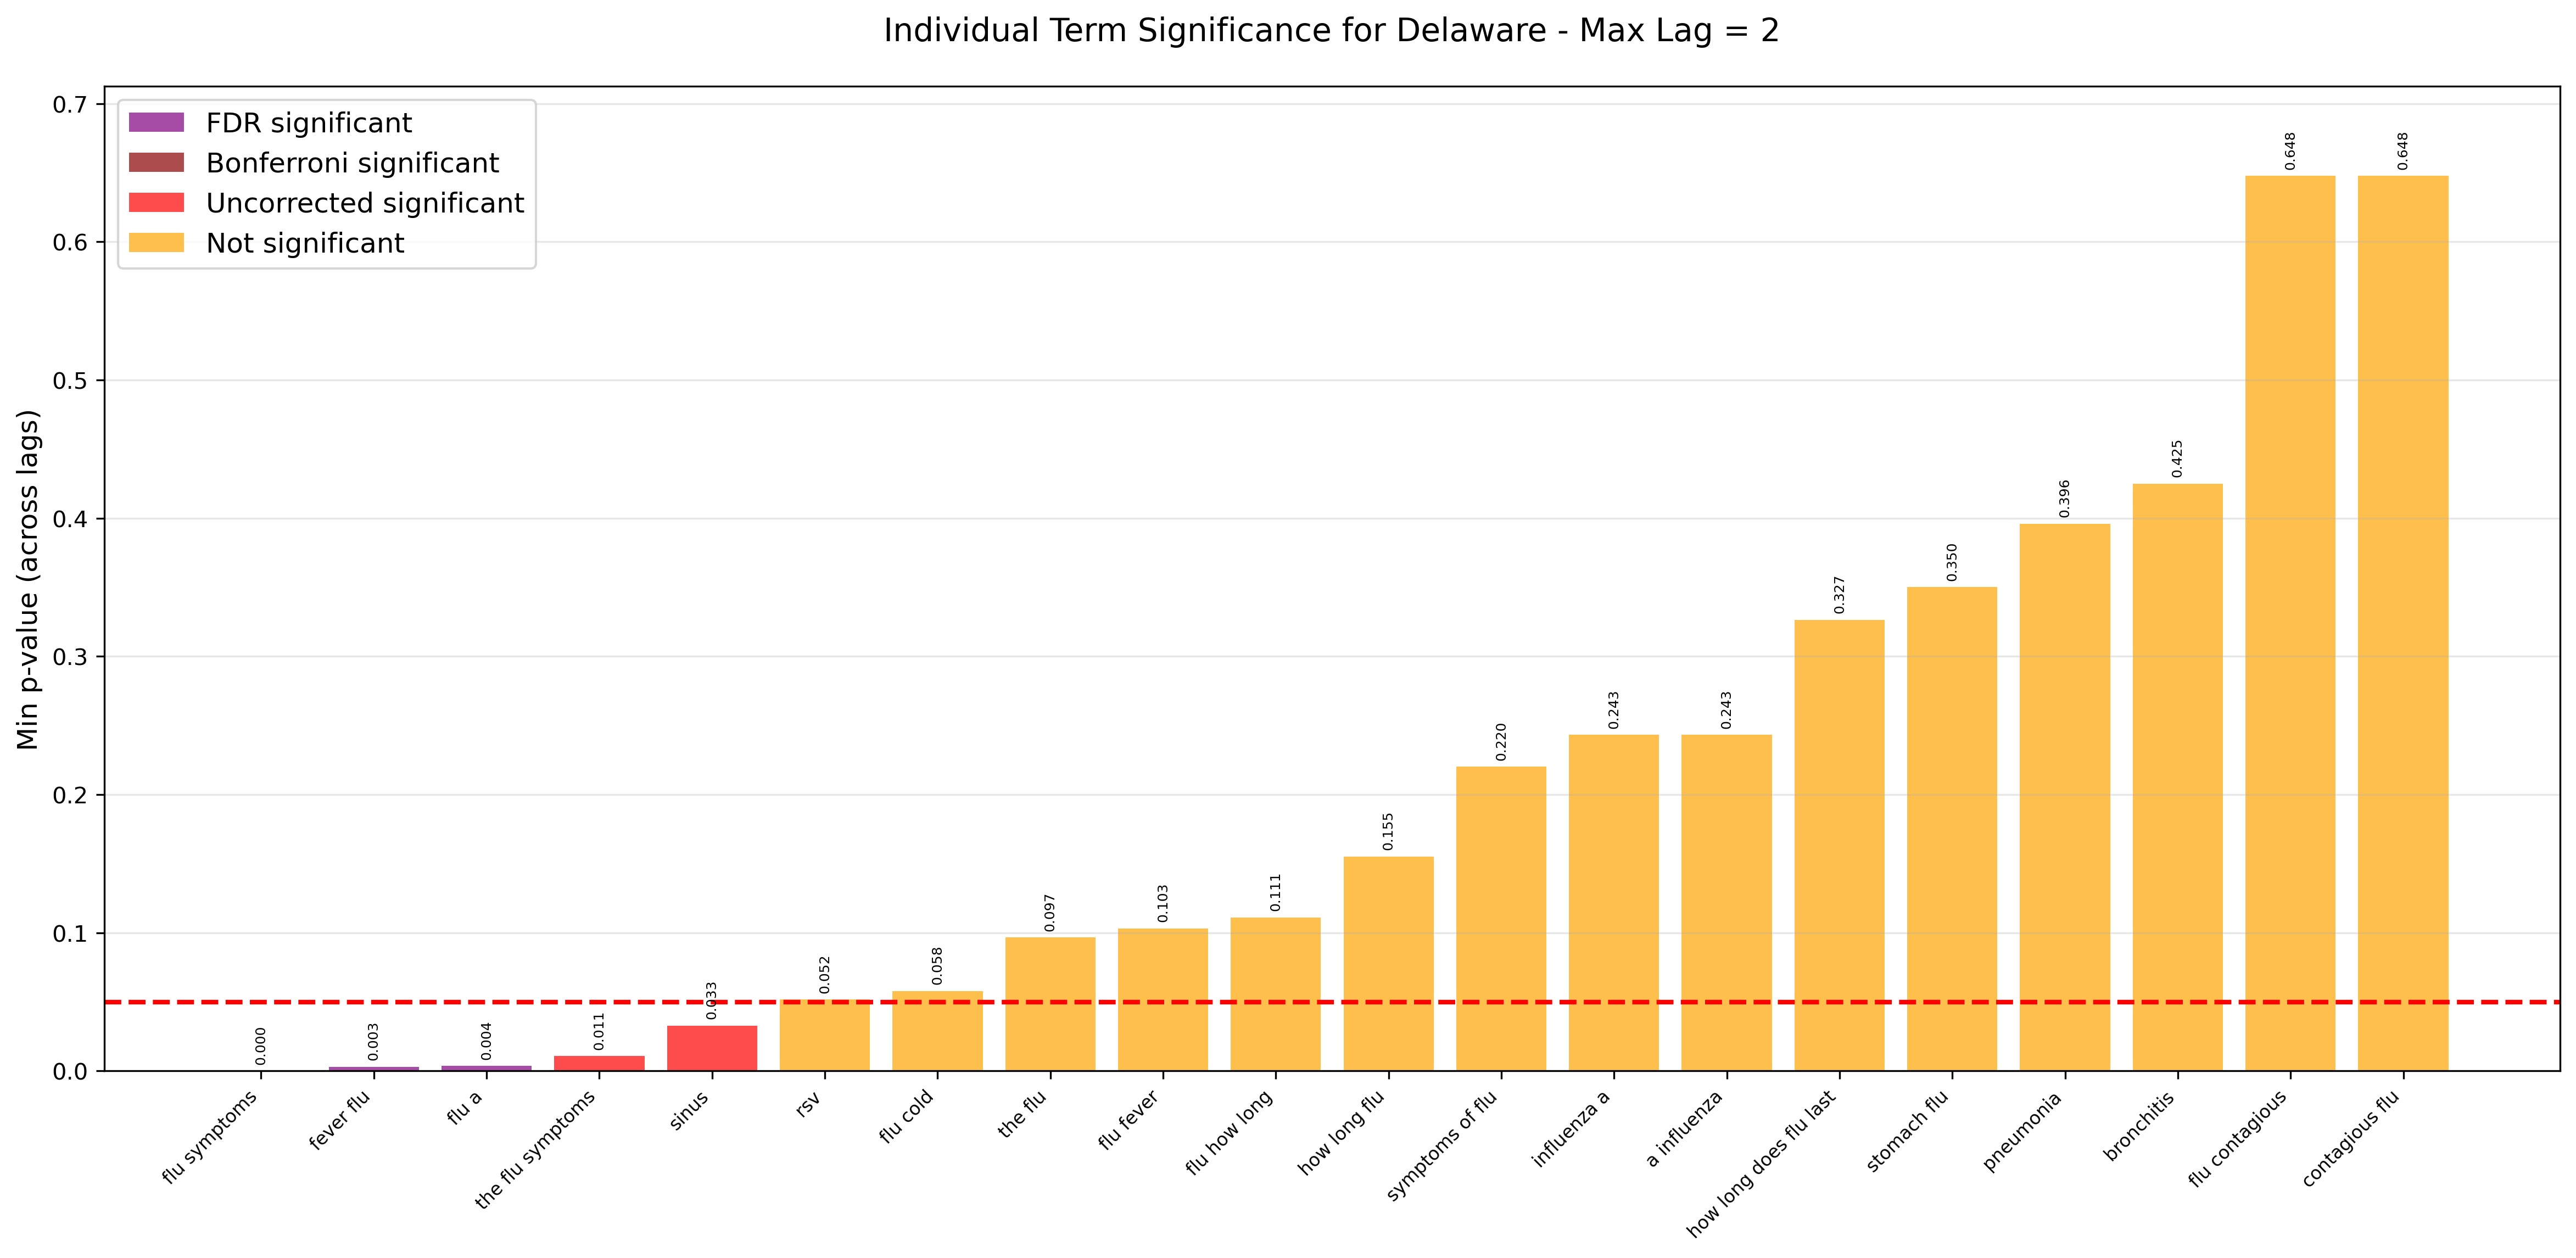 Individual Term Significance for Delaware - Max Lag = 2
FDR significant
Bonferroni significant
Uncorrected significant
Not significant
Min p-value (across lags)
0.7
0.6
0.5
0.4
0.3
0.2
0.1
0.0
0.000
0.003
0.004
0.011
0.033
0.052
0.058
0.097
0.103
0.111
0.155
0.220
0.243
0.243
0.327
0.350
0.396
0.425
0.648
0.648
flu symptoms
fever flu
flu a
the flu symptoms
sinus
rsv
flu cold
the flu
flu fever
flu how long
how long flu
symptoms of flu
influenza a
a influenza
how long does flu last
stomach flu
pneumonia
bronchitis
flu contagious
contagious flu